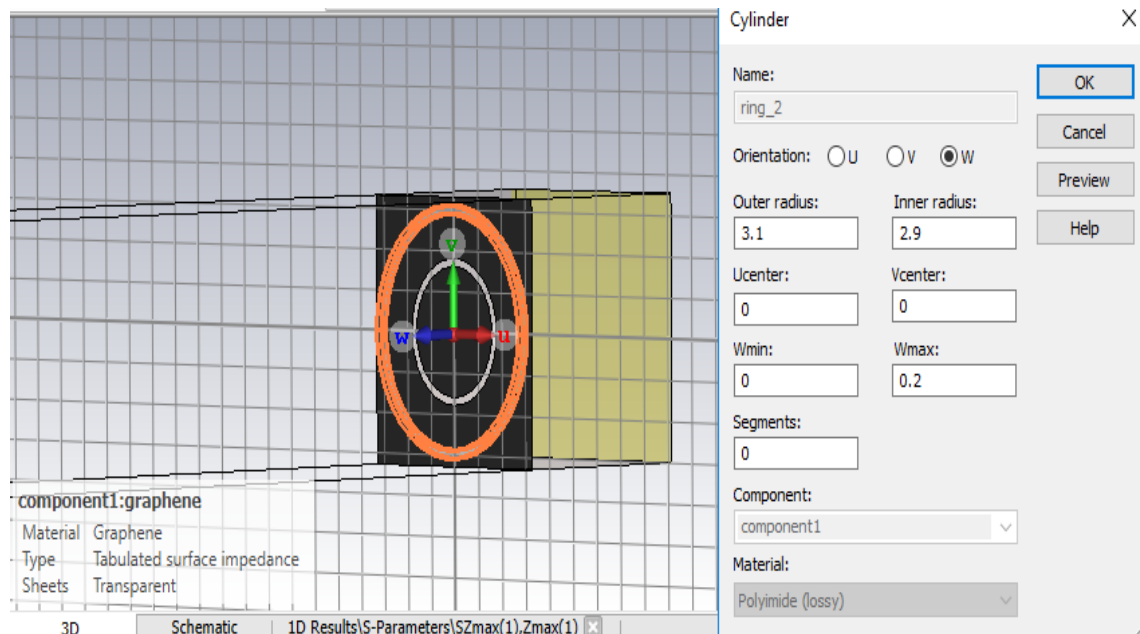 Cylinder
Name:
OK
ring_2
Cancel
Orientation: U V W
Preview
Outer radius: Inner radius:
Help
3.1 2.9
Ucenter: Vcenter:
0 0
Wmin: Wmax:
0 0.2
Segments:
0
Component:
component1
Material:
Polyimide (lossy)
v
w u
component1:graphene
Material Graphene
Type Tabulated surface impedance
Sheets Transparent
3D Schematic 1D Results\S-Parameters\SZmax(1),Zmax(1)